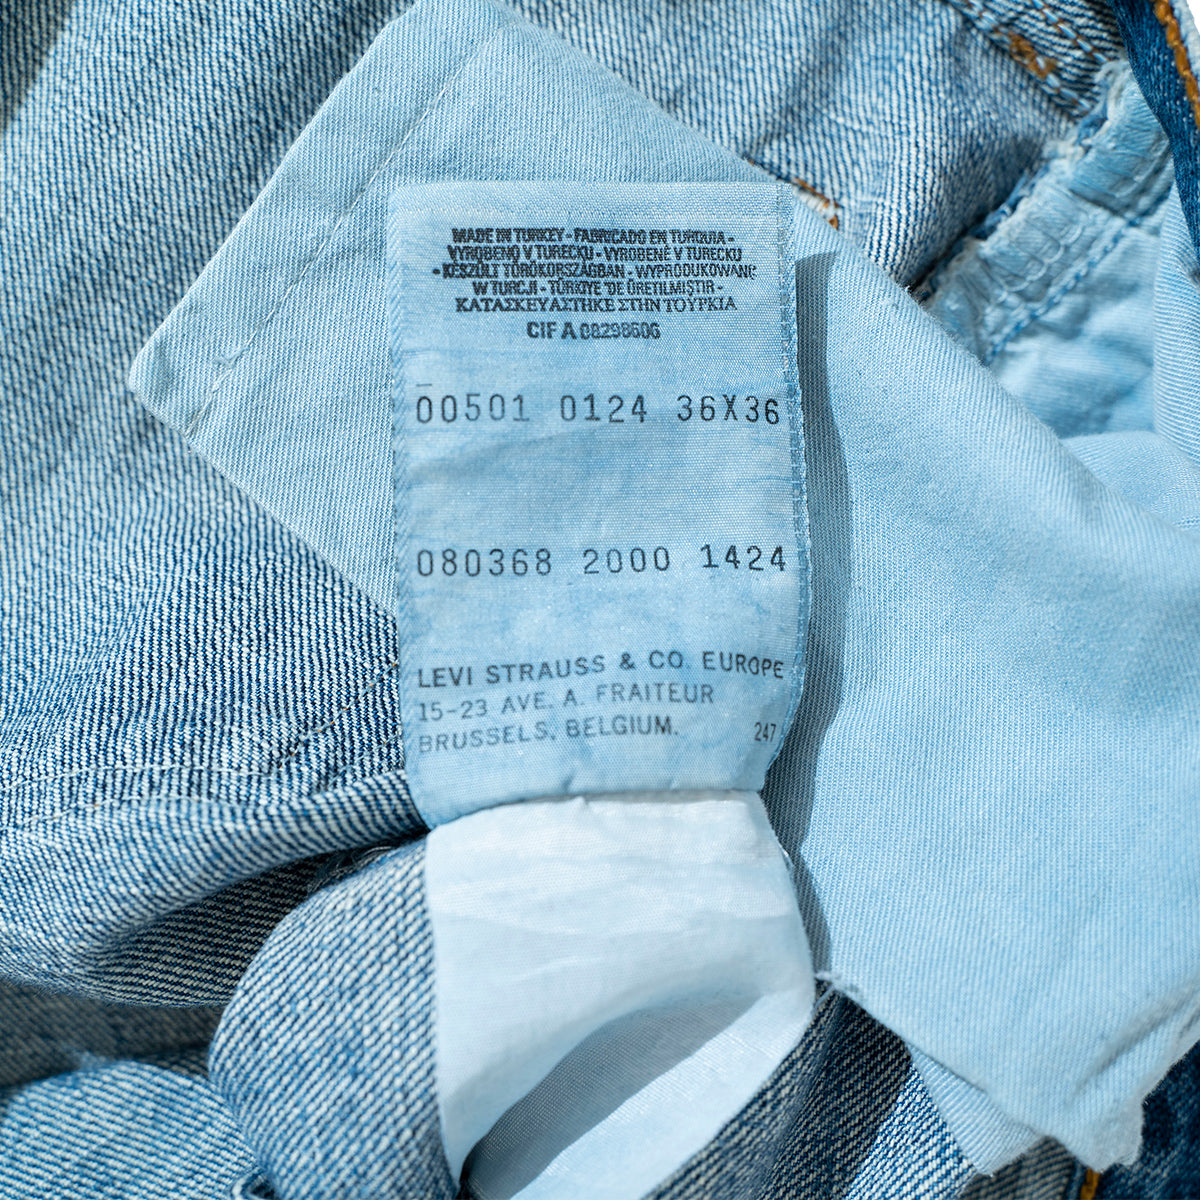 MADE IN TURKEY - FABRICADO EN TURQUIA -
VYROBENO V TURECKU - VYROBENÉ V TURECKU
- KÉSZÜLT TÖRÖKORSZÁGBAN - WYPRODUKOWANE
W TURCJI - TÜRKIYE 'DE ÜRETILMIŞTIR -
ΚΑΤΑΣΚΕΥΑΣΤΗΚΕ ΣΤΗΝ ΤΟΥΡΚΙΑ
CIF A 08298606
00501 0124 36X36
080368 2000 1424
LEVI STRAUSS & CO. EUROPE
15-23 AVE. A. FRAITEUR
BRUSSELS, BELGIUM. 247